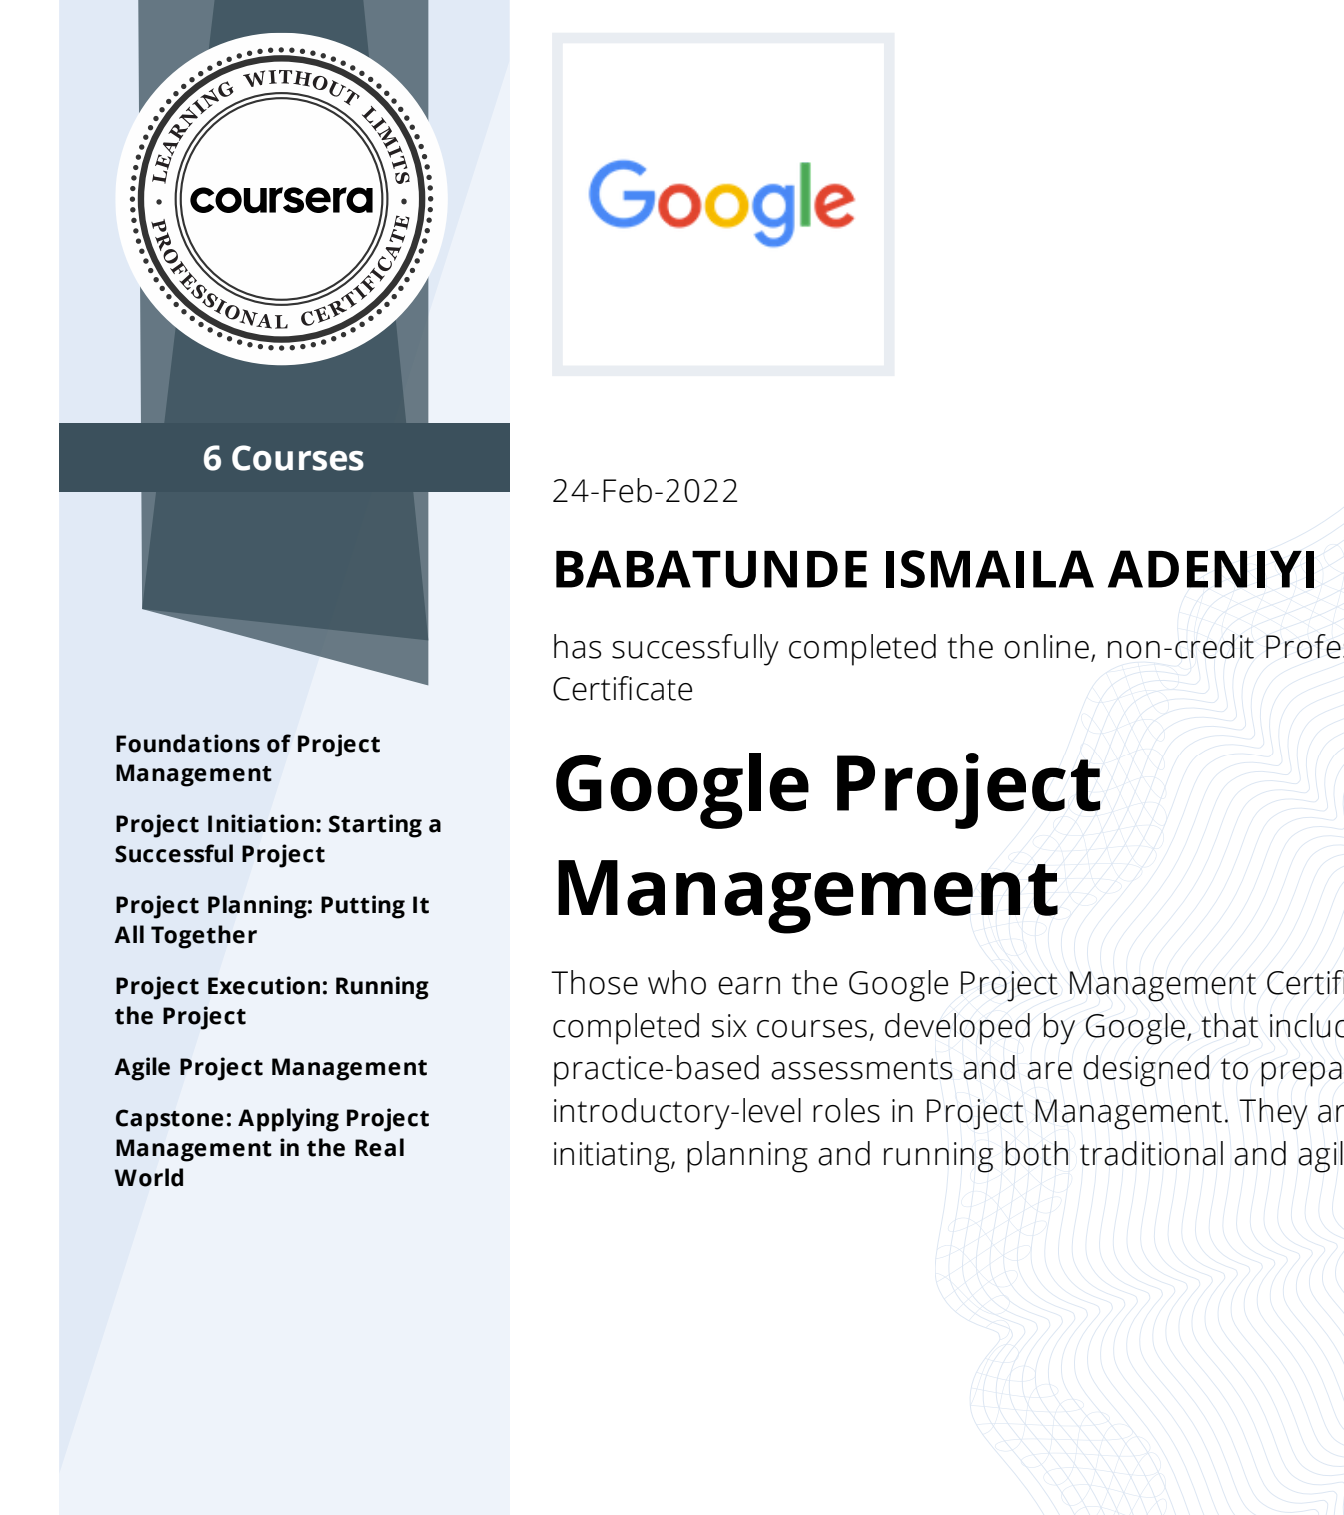 LEARNING WITHOUT LIMITS
coursera
PROFESSIONAL CERTIFICATE
6 Courses
Foundations of Project
Management
Project Initiation: Starting a
Successful Project
Project Planning: Putting It
All Together
Project Execution: Running
the Project
Agile Project Management
Capstone: Applying Project
Management in the Real
World
Google
24-Feb-2022
BABATUNDE ISMAILA ADENIYI
has successfully completed the online, non-credit
Certificate
Google Project
Management
Those who earn the Google Project Management
completed six courses, developed by Google, that
practice-based assessments and are designed to
introductory-level roles in Project Management. They
initiating, planning and running both traditional and